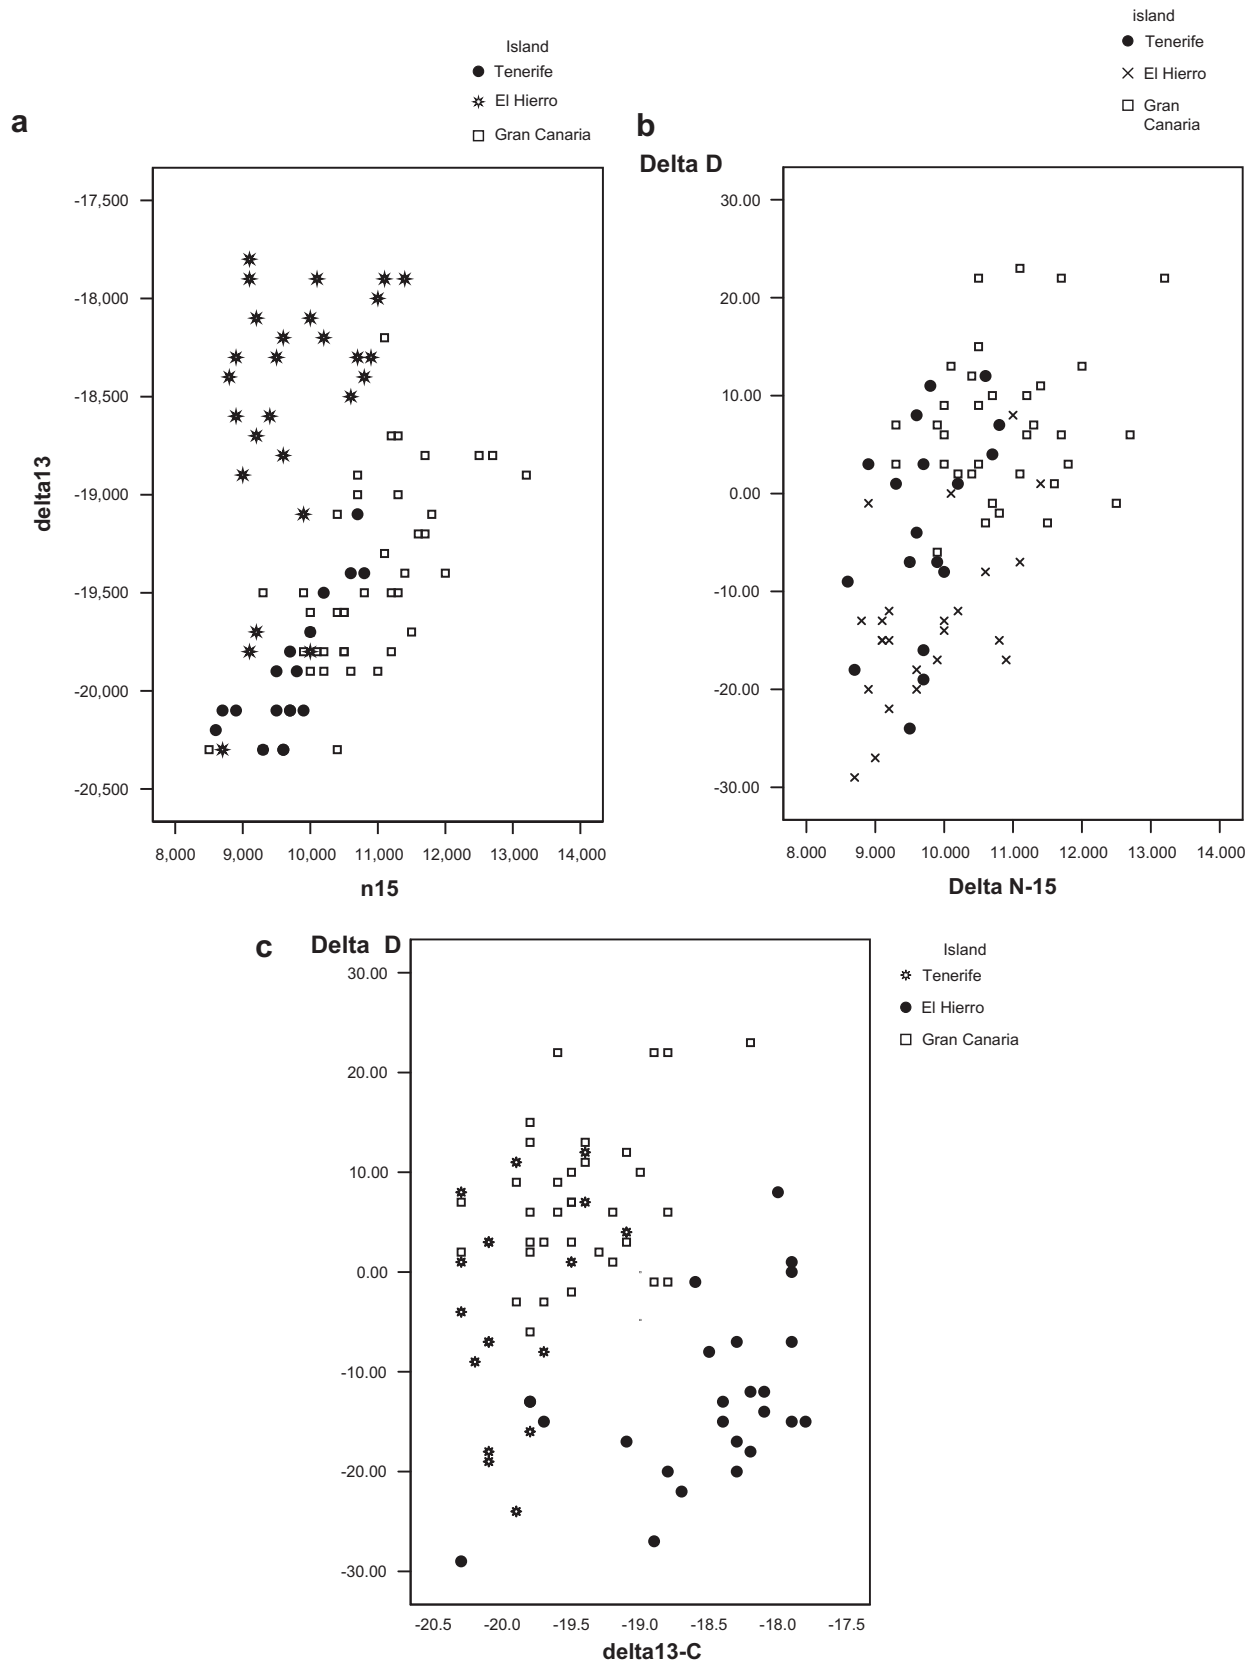 a
Island
Tenerife
El Hierro
Gran Canaria
-17,500
-18,000
-18,500
-19,000
-19,500
-20,000
-20,500
delta13
8,000 9,000 10,000 11,000 12,000 13,000 14,000
n15
b
island
Tenerife
El Hierro
Gran
Canaria
Delta D
30.00
20.00
10.00
0.00
-10.00
-20.00
-30.00
8.000 9.000 10.000 11.000 12.000 13.000 14.000
Delta N-15
c
Delta D
Island
Tenerife
El Hierro
Gran Canaria
30.00
20.00
10.00
0.00
-10.00
-20.00
-30.00
-20.5 -20.0 -19.5 -19.0 -18.5 -18.0 -17.5
delta13-C